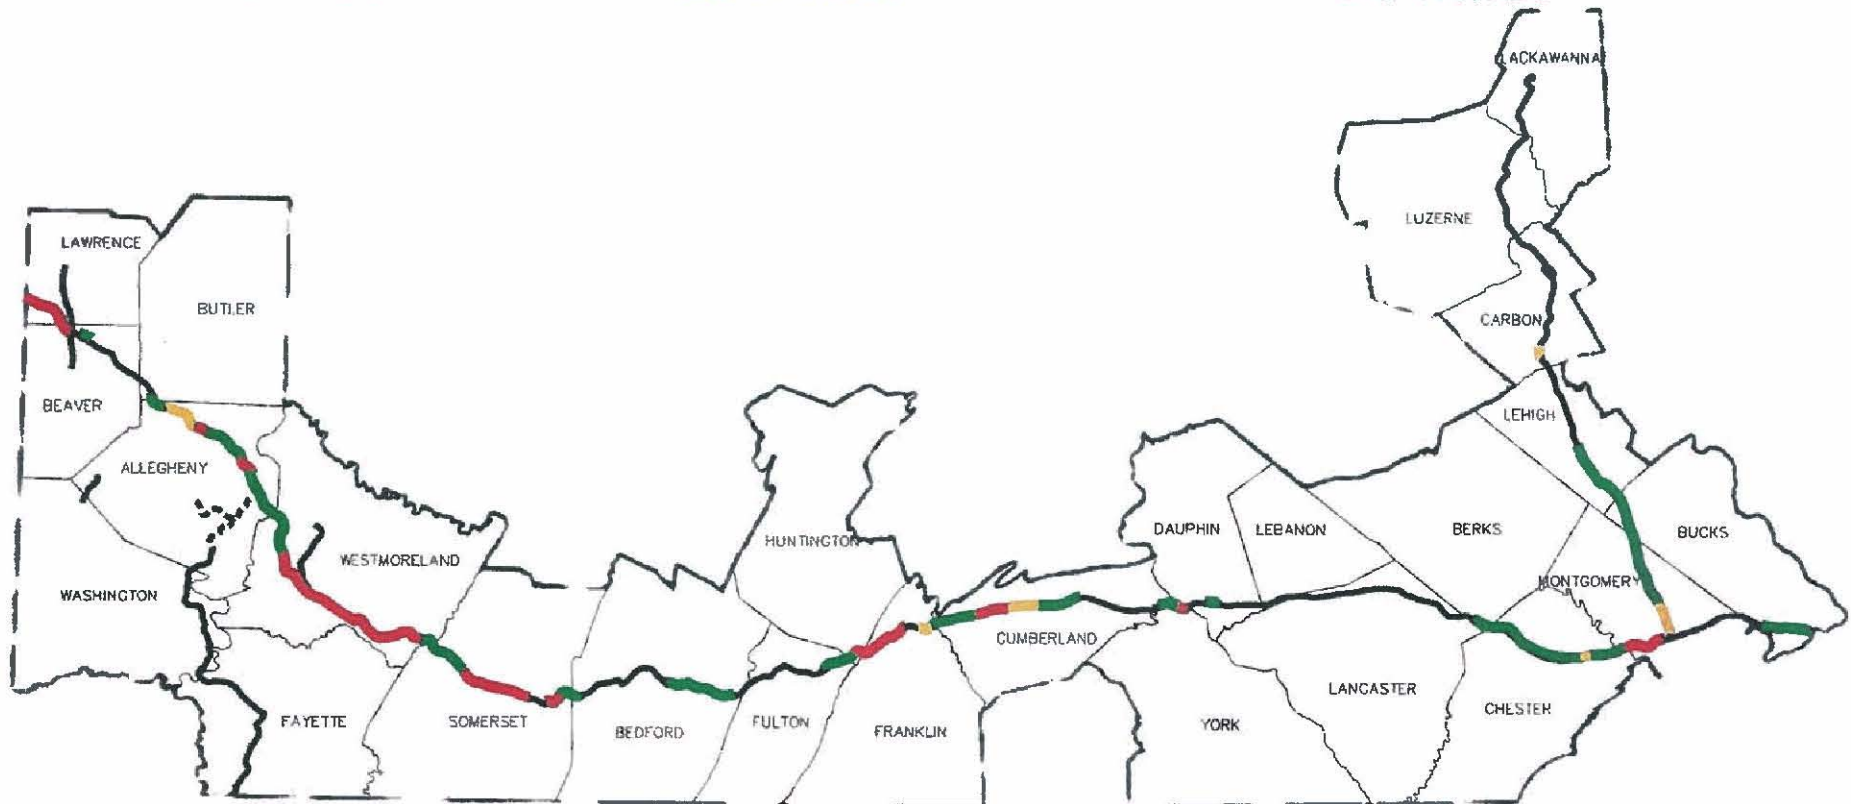 LACKAWANNA
LUZERNE
LAWRENCE
BUTLER
CARBON
BEAVER
LEHIGH
ALLEGHENY
DAUPHIN
LEBANON
BERKS
BUCKS
HUNTINGTON
WESTMORELAND
MONTGOMERY
WASHINGTON
CUMBERLAND
LANCASTER
CHESTER
FAYETTE
SOMERSET
BEDFORD
FULTON
FRANKLIN
YORK